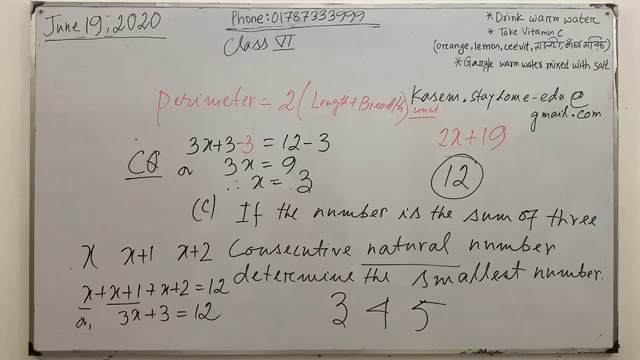 June 19, 2020
Phone: 01787333999
Class VI
* Drink warm water
* Take Vitamin C
(orrange, lemon, ceevit,
* Gargle warm water mixed with salt
Perimeter = 2 (Length + Breadth) unit
Kasem.stayhome-edu@
gmail.com
2x+19
12
CQ
3x+3-3 = 12-3
or 3x = 9
∴ x = 3
(c) If the number is the sum of three
Consecutive natural number
determine the smallest number.
x x+1 x+2
x+x+1+x+2=12
or, 3x+3 = 12
3 4 5